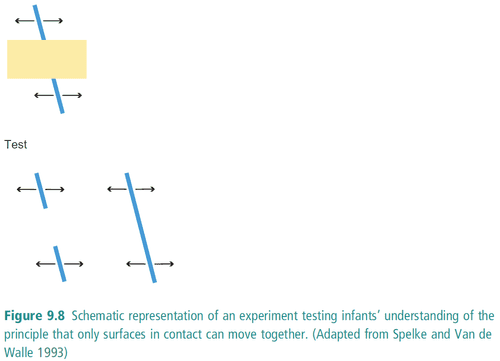 Test
Figure 9.8 Schematic representation of an experiment testing infants' understanding of the
principle that only surfaces in contact can move together. (Adapted from Spelke and Van de
Walle 1993)